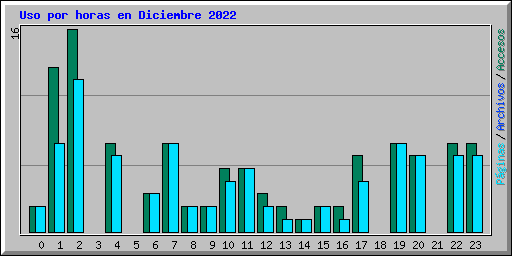 Uso por horas en Diciembre 2022
16
0 1 2 3 4 5 6 7 8 9 10 11 12 13 14 15 16 17 18 19 20 21 22 23
Páginas / Archivos / Accesos